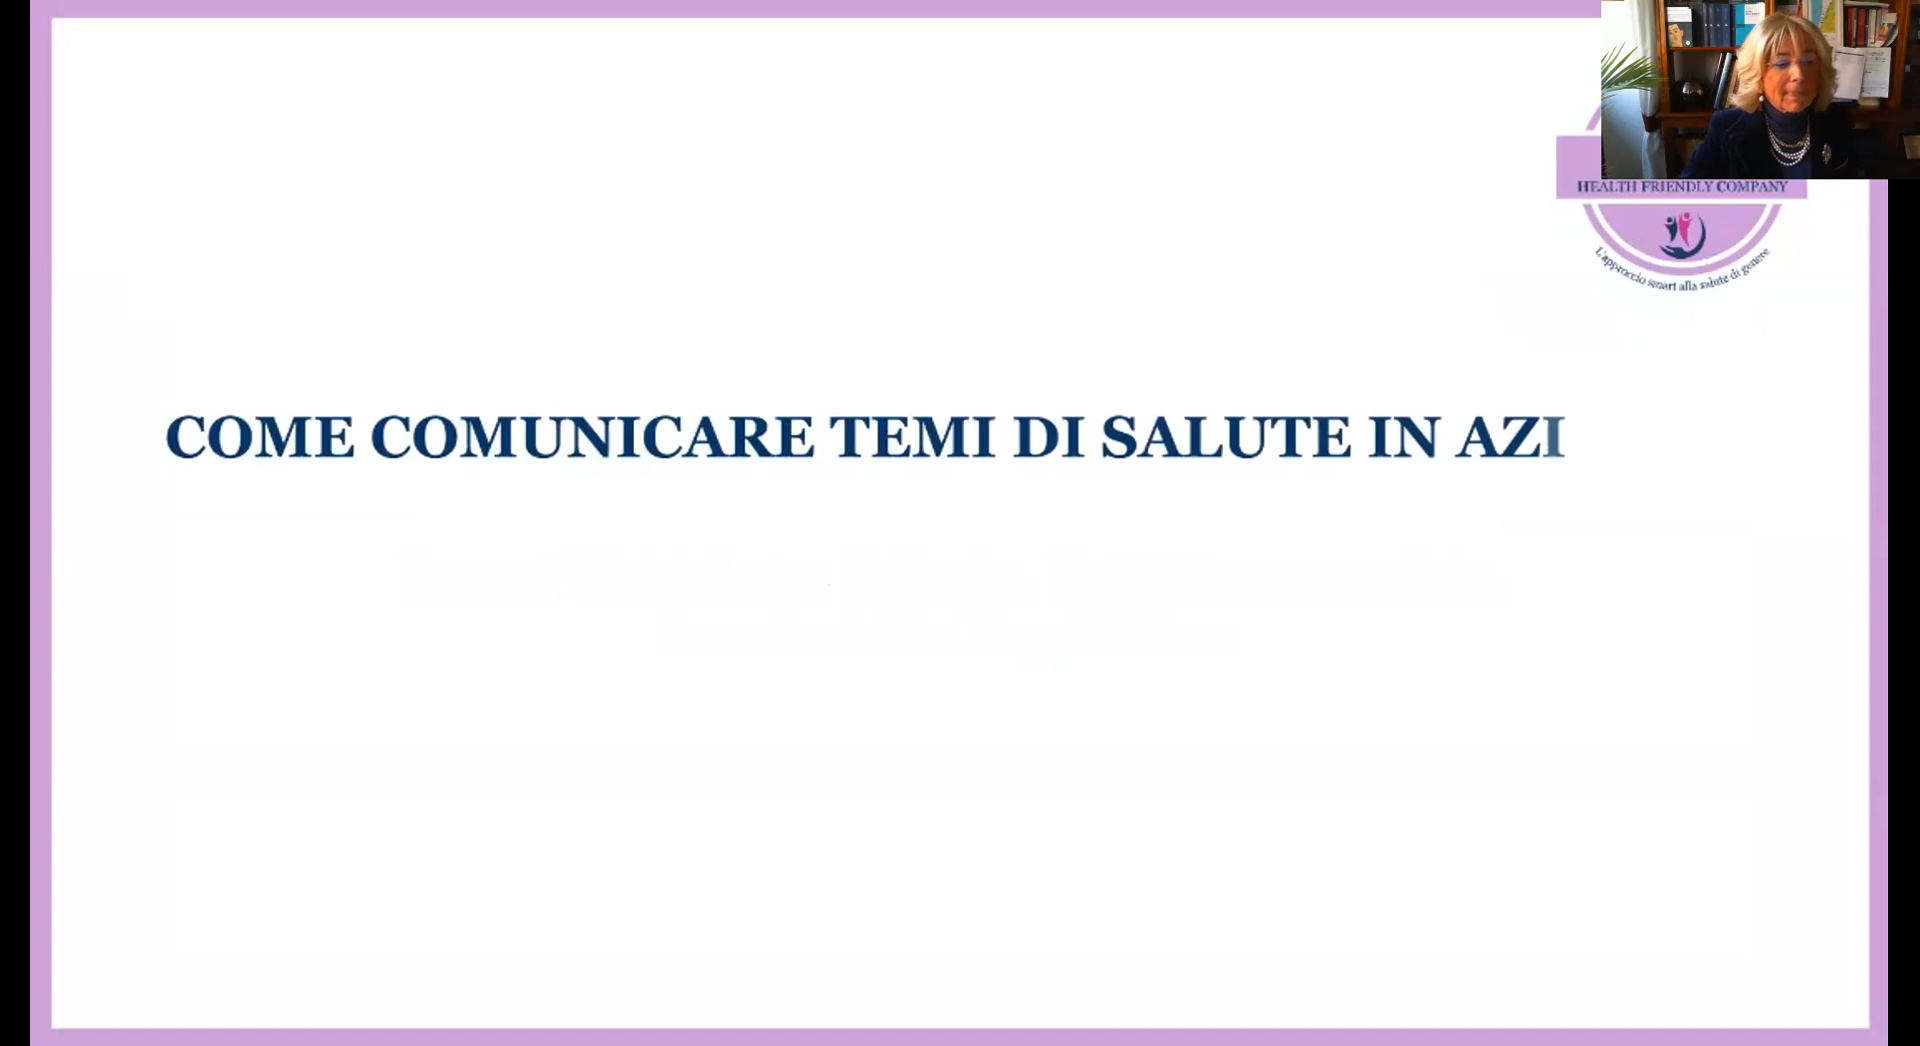 HEALTH FRIENDLY COMPANY
L'approccio smart alla salute di genere
COME COMUNICARE TEMI DI SALUTE IN AZI